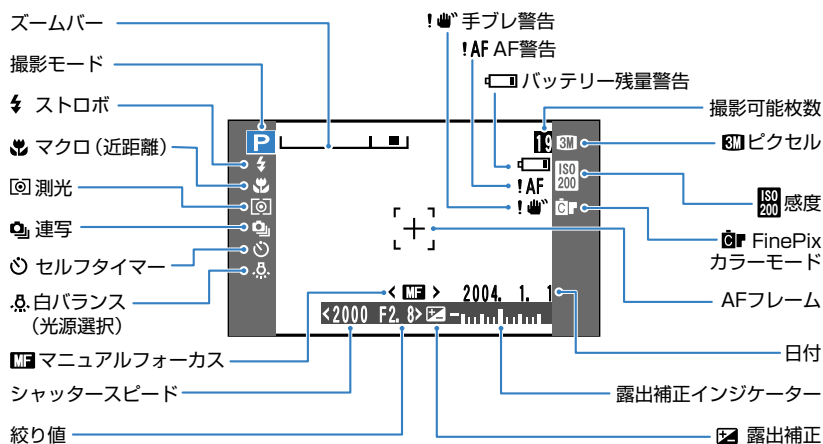 ズームバー
撮影モード
ストロボ
マクロ（近距離）
測光
連写
セルフタイマー
白バランス
（光源選択）
MF マニュアルフォーカス
シャッタースピード
絞り値
! 手ブレ警告
!AF AF警告
バッテリー残量警告
撮影可能枚数
3M ピクセル
ISO 200 感度
C FinePix
カラーモード
AFフレーム
日付
露出補正インジケーター
露出補正
P
19 3M
!AF
ISO
200
!
C
< MF > 2004. 1. 1
<2000 F2.8>